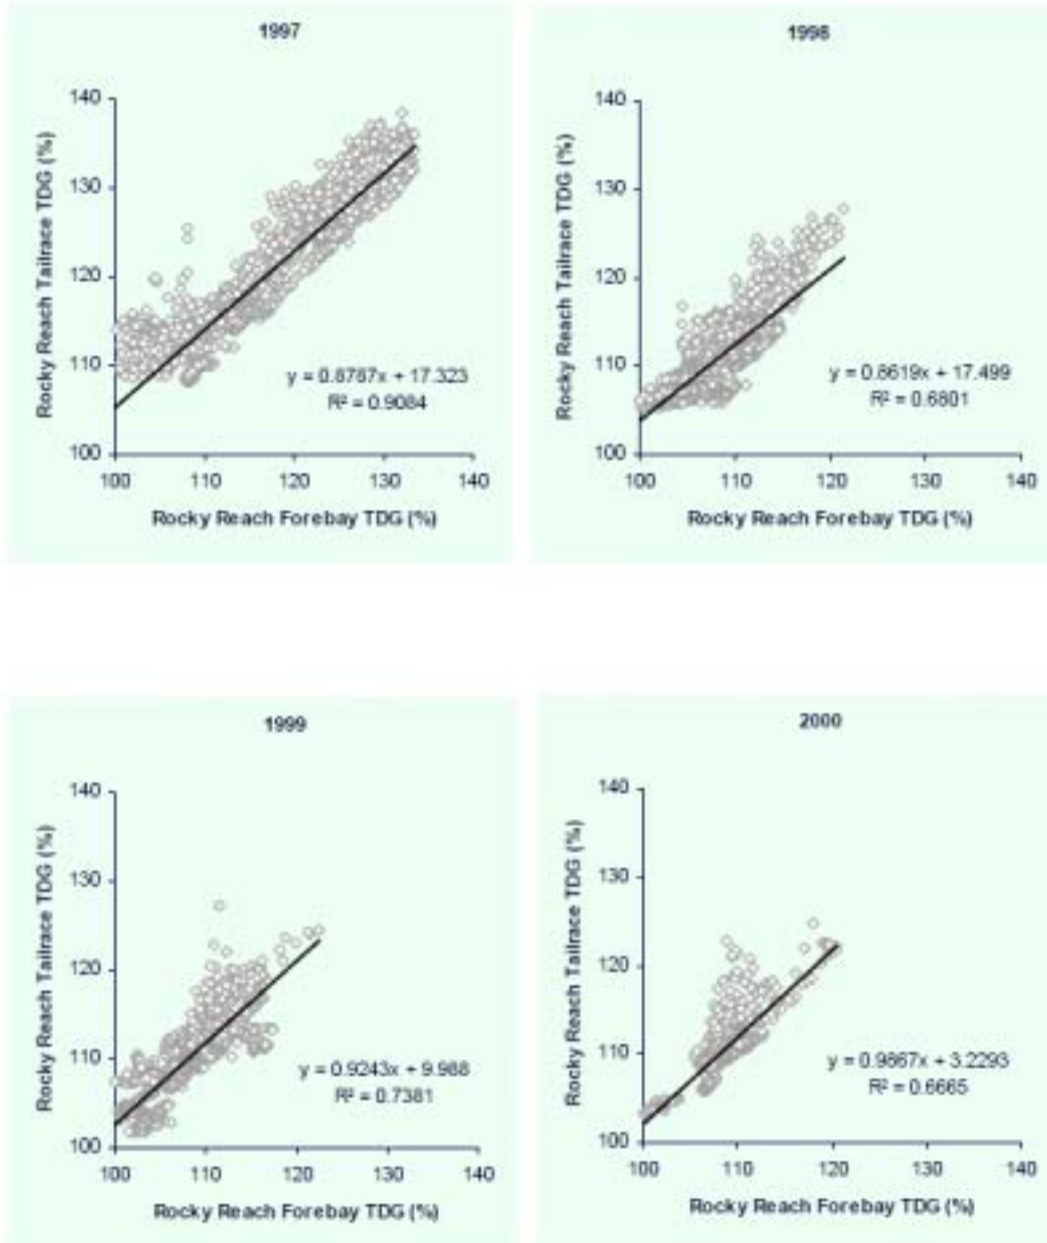 1997
Rocky Reach Tailrace TDG (%)
140
130
120
110
100
y = 0.8787x + 17.323
R² = 0.9084
100 110 120 130 140
Rocky Reach Forebay TDG (%)
1998
Rocky Reach Tailrace TDG (%)
140
130
120
110
100
y = 0.8619x + 17.499
R² = 0.6801
100 110 120 130 140
Rocky Reach Forebay TDG (%)
1999
Rocky Reach Tailrace TDG (%)
140
130
120
110
100
y = 0.9243x + 9.988
R² = 0.7381
100 110 120 130 140
Rocky Reach Forebay TDG (%)
2000
Rocky Reach Tailrace TDG (%)
140
130
120
110
100
y = 0.9867x + 3.2293
R² = 0.6665
100 110 120 130 140
Rocky Reach Forebay TDG (%)